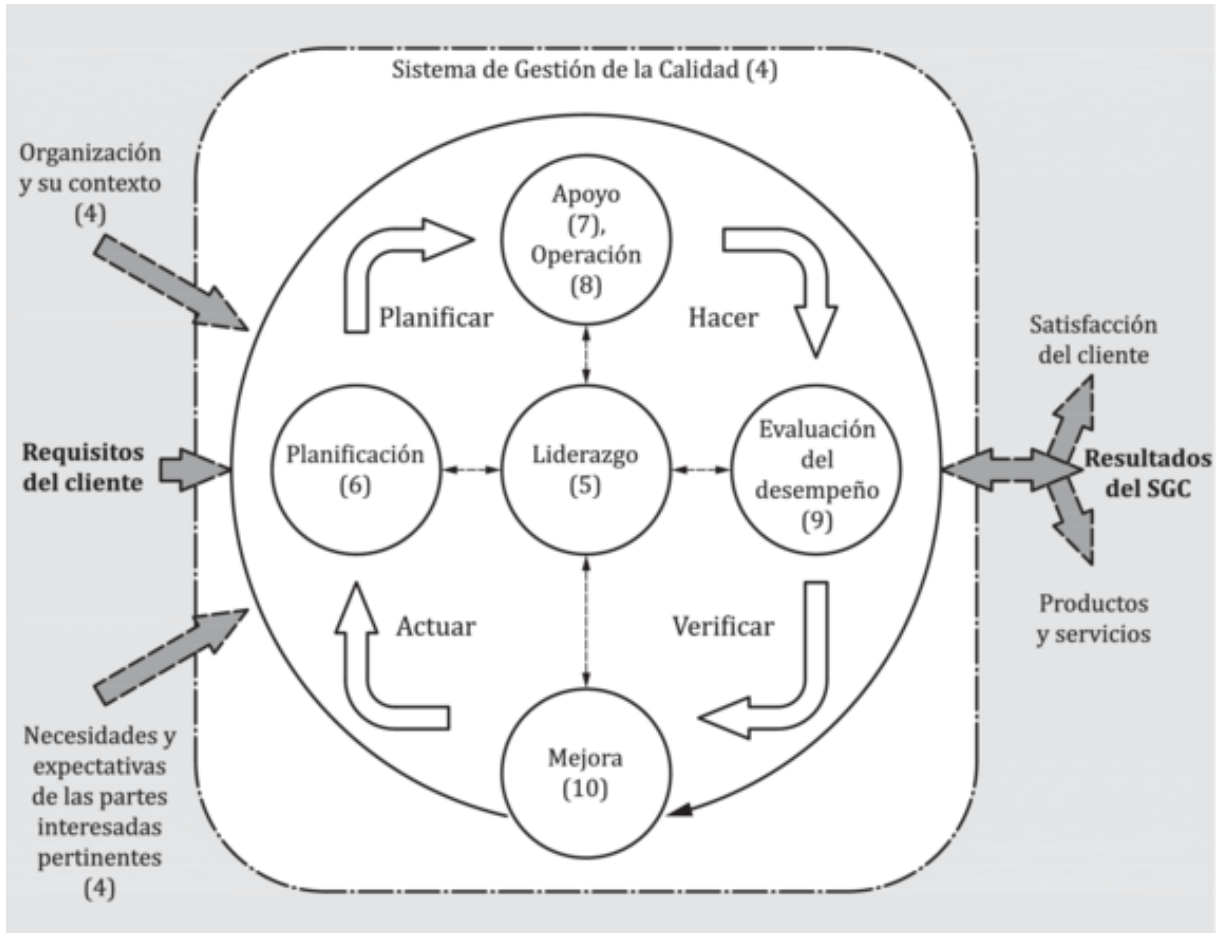 Sistema de Gestión de la Calidad (4)
Organización
y su contexto
(4)
Requisitos
del cliente
Necesidades y
expectativas
de las partes
interesadas
pertinentes
(4)
Apoyo
(7),
Operación
(8)
Planificar
Hacer
Planificación
(6)
Liderazgo
(5)
Evaluación
del
desempeño
(9)
Actuar
Verificar
Mejora
(10)
Satisfacción
del cliente
Resultados
del SGC
Productos
y servicios